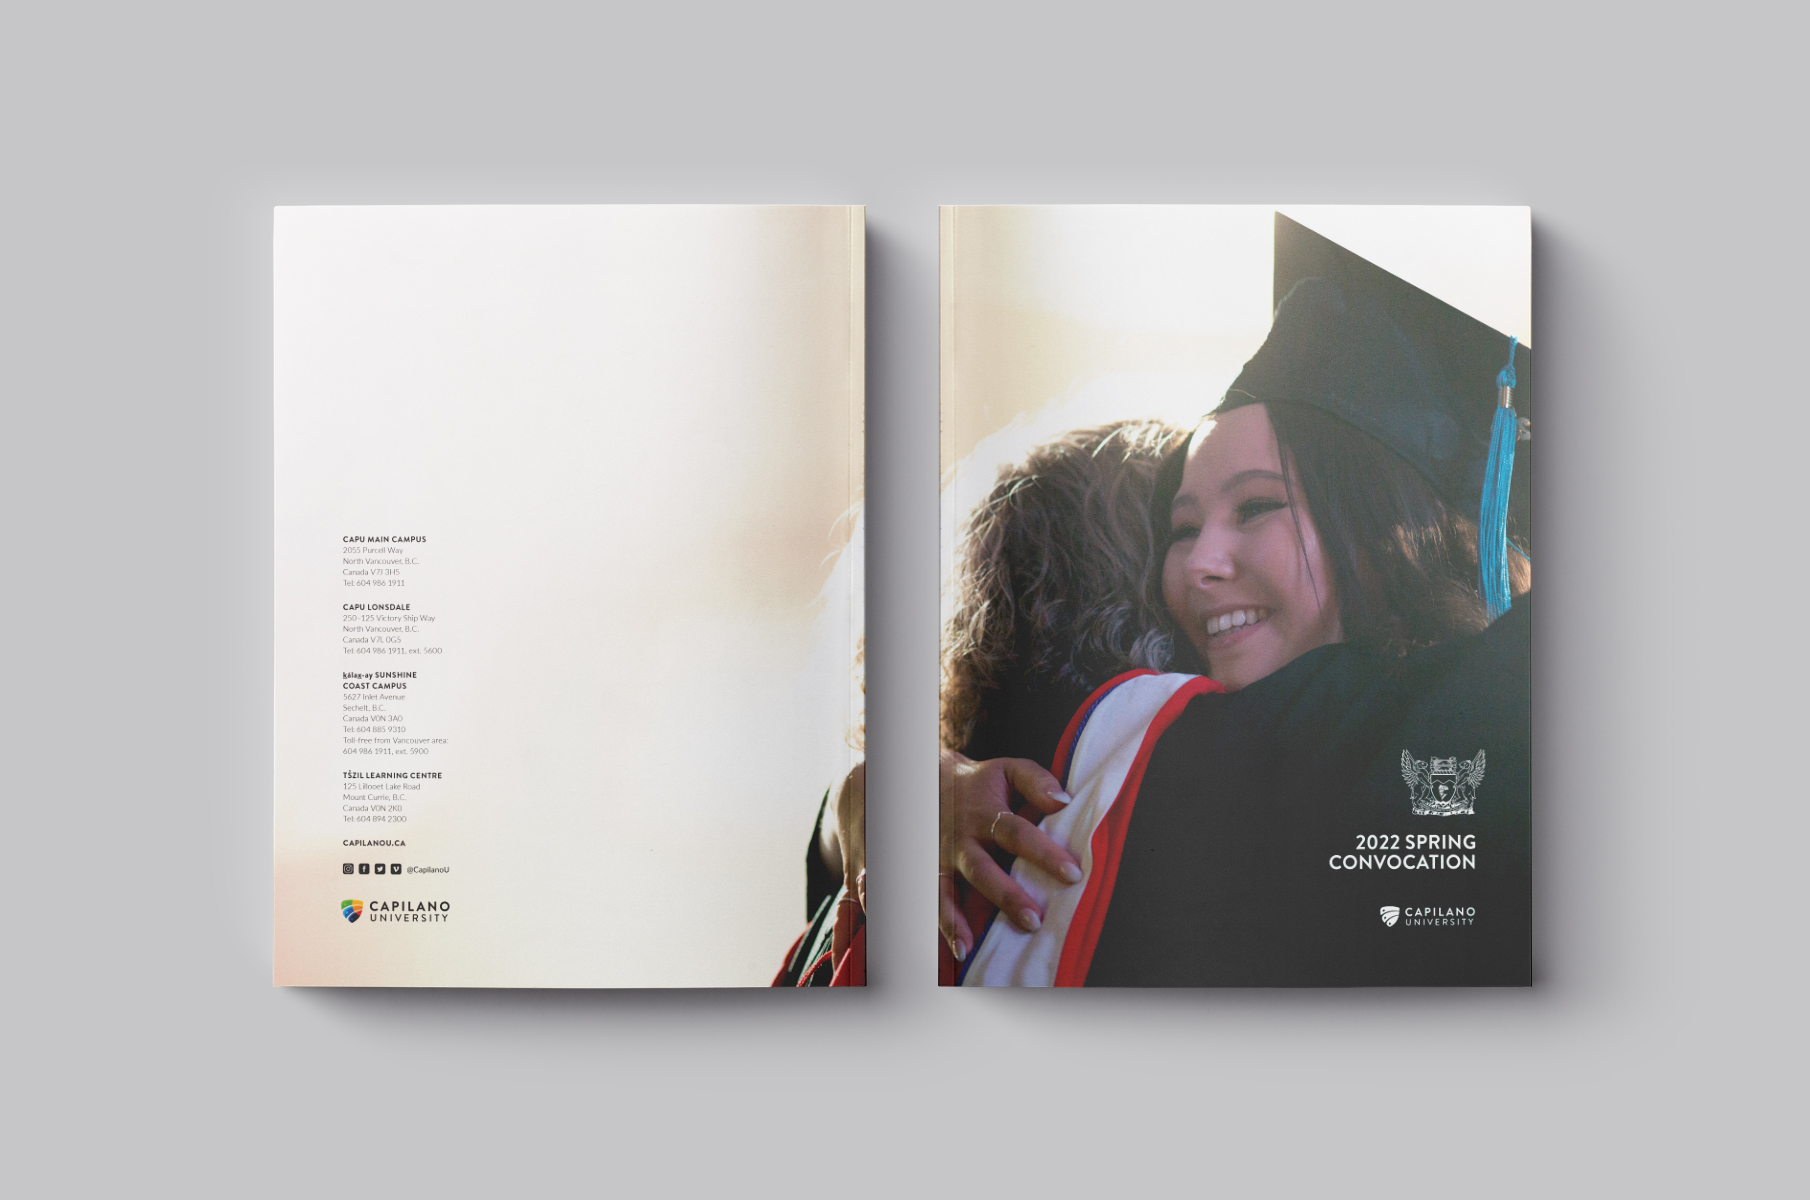 CAPU MAIN CAMPUS
2055 Purcell Way
North Vancouver, B.C.
Canada V7J 3H5
Tel: 604 986 1911
CAPU LONSDALE
250–125 Victory Ship Way
North Vancouver, B.C.
Canada V7L 0G5
Tel: 604 986 1911, ext. 5600
ḵálax̱-ay SUNSHINE
COAST CAMPUS
5627 Inlet Avenue
Sechelt, B.C.
Canada V0N 3A0
Tel: 604 885 9310
Toll-free from Vancouver area:
604 986 1911, ext. 5900
TŠZIL LEARNING CENTRE
125 Lillooet Lake Road
Mount Currie, B.C.
Canada V0N 2K0
Tel: 604 894 2300
CAPILANOU.CA
@CapilanoU
CAPILANO
UNIVERSITY
2022 SPRING
CONVOCATION
CAPILANO
UNIVERSITY